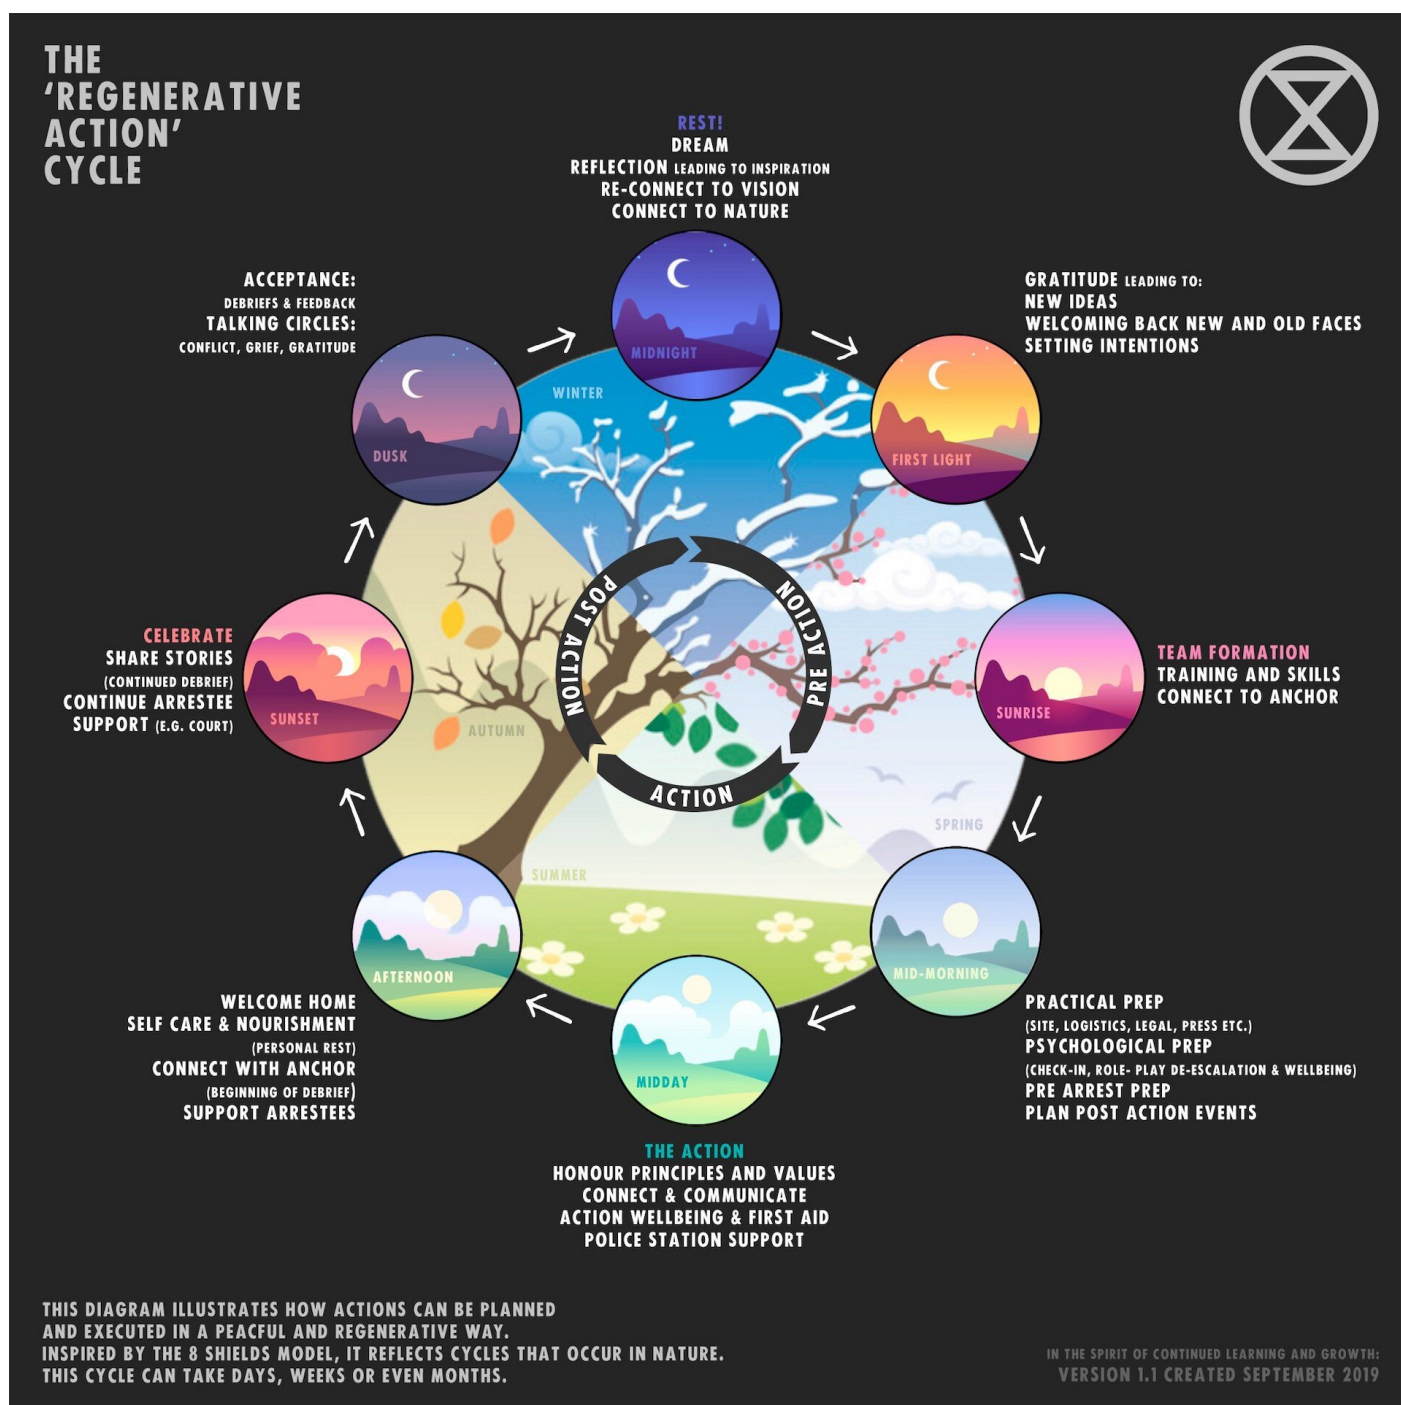 THE
‘REGENERATIVE
ACTION’
CYCLE
REST!
DREAM
REFLECTION LEADING TO INSPIRATION
RE-CONNECT TO VISION
CONNECT TO NATURE
MIDNIGHT
GRATITUDE LEADING TO:
NEW IDEAS
WELCOMING BACK NEW AND OLD FACES
SETTING INTENTIONS
FIRST LIGHT
TEAM FORMATION
TRAINING AND SKILLS
CONNECT TO ANCHOR
SUNRISE
PRACTICAL PREP
(SITE, LOGISTICS, LEGAL, PRESS ETC.)
PSYCHOLOGICAL PREP
(CHECK-IN, ROLE- PLAY DE-ESCALATION & WELLBEING)
PRE ARREST PREP
PLAN POST ACTION EVENTS
MID-MORNING
MIDDAY
THE ACTION
HONOUR PRINCIPLES AND VALUES
CONNECT & COMMUNICATE
ACTION WELLBEING & FIRST AID
POLICE STATION SUPPORT
AFTERNOON
WELCOME HOME
SELF CARE & NOURISHMENT
(PERSONAL REST)
CONNECT WITH ANCHOR
(BEGINNING OF DEBRIEF)
SUPPORT ARRESTEES
CELEBRATE
SHARE STORIES
(CONTINUED DEBRIEF)
CONTINUE ARRESTEE
SUPPORT (E.G. COURT)
SUNSET
ACCEPTANCE:
DEBRIEFS & FEEDBACK
TALKING CIRCLES:
CONFLICT, GRIEF, GRATITUDE
DUSK
WINTER
SPRING
SUMMER
AUTUMN
PRE ACTION
ACTION
POST ACTION
THIS DIAGRAM ILLUSTRATES HOW ACTIONS CAN BE PLANNED
AND EXECUTED IN A PEACFUL AND REGENERATIVE WAY.
INSPIRED BY THE 8 SHIELDS MODEL, IT REFLECTS CYCLES THAT OCCUR IN NATURE.
THIS CYCLE CAN TAKE DAYS, WEEKS OR EVEN MONTHS.
IN THE SPIRIT OF CONTINUED LEARNING AND GROWTH:
VERSION 1.1 CREATED SEPTEMBER 2019